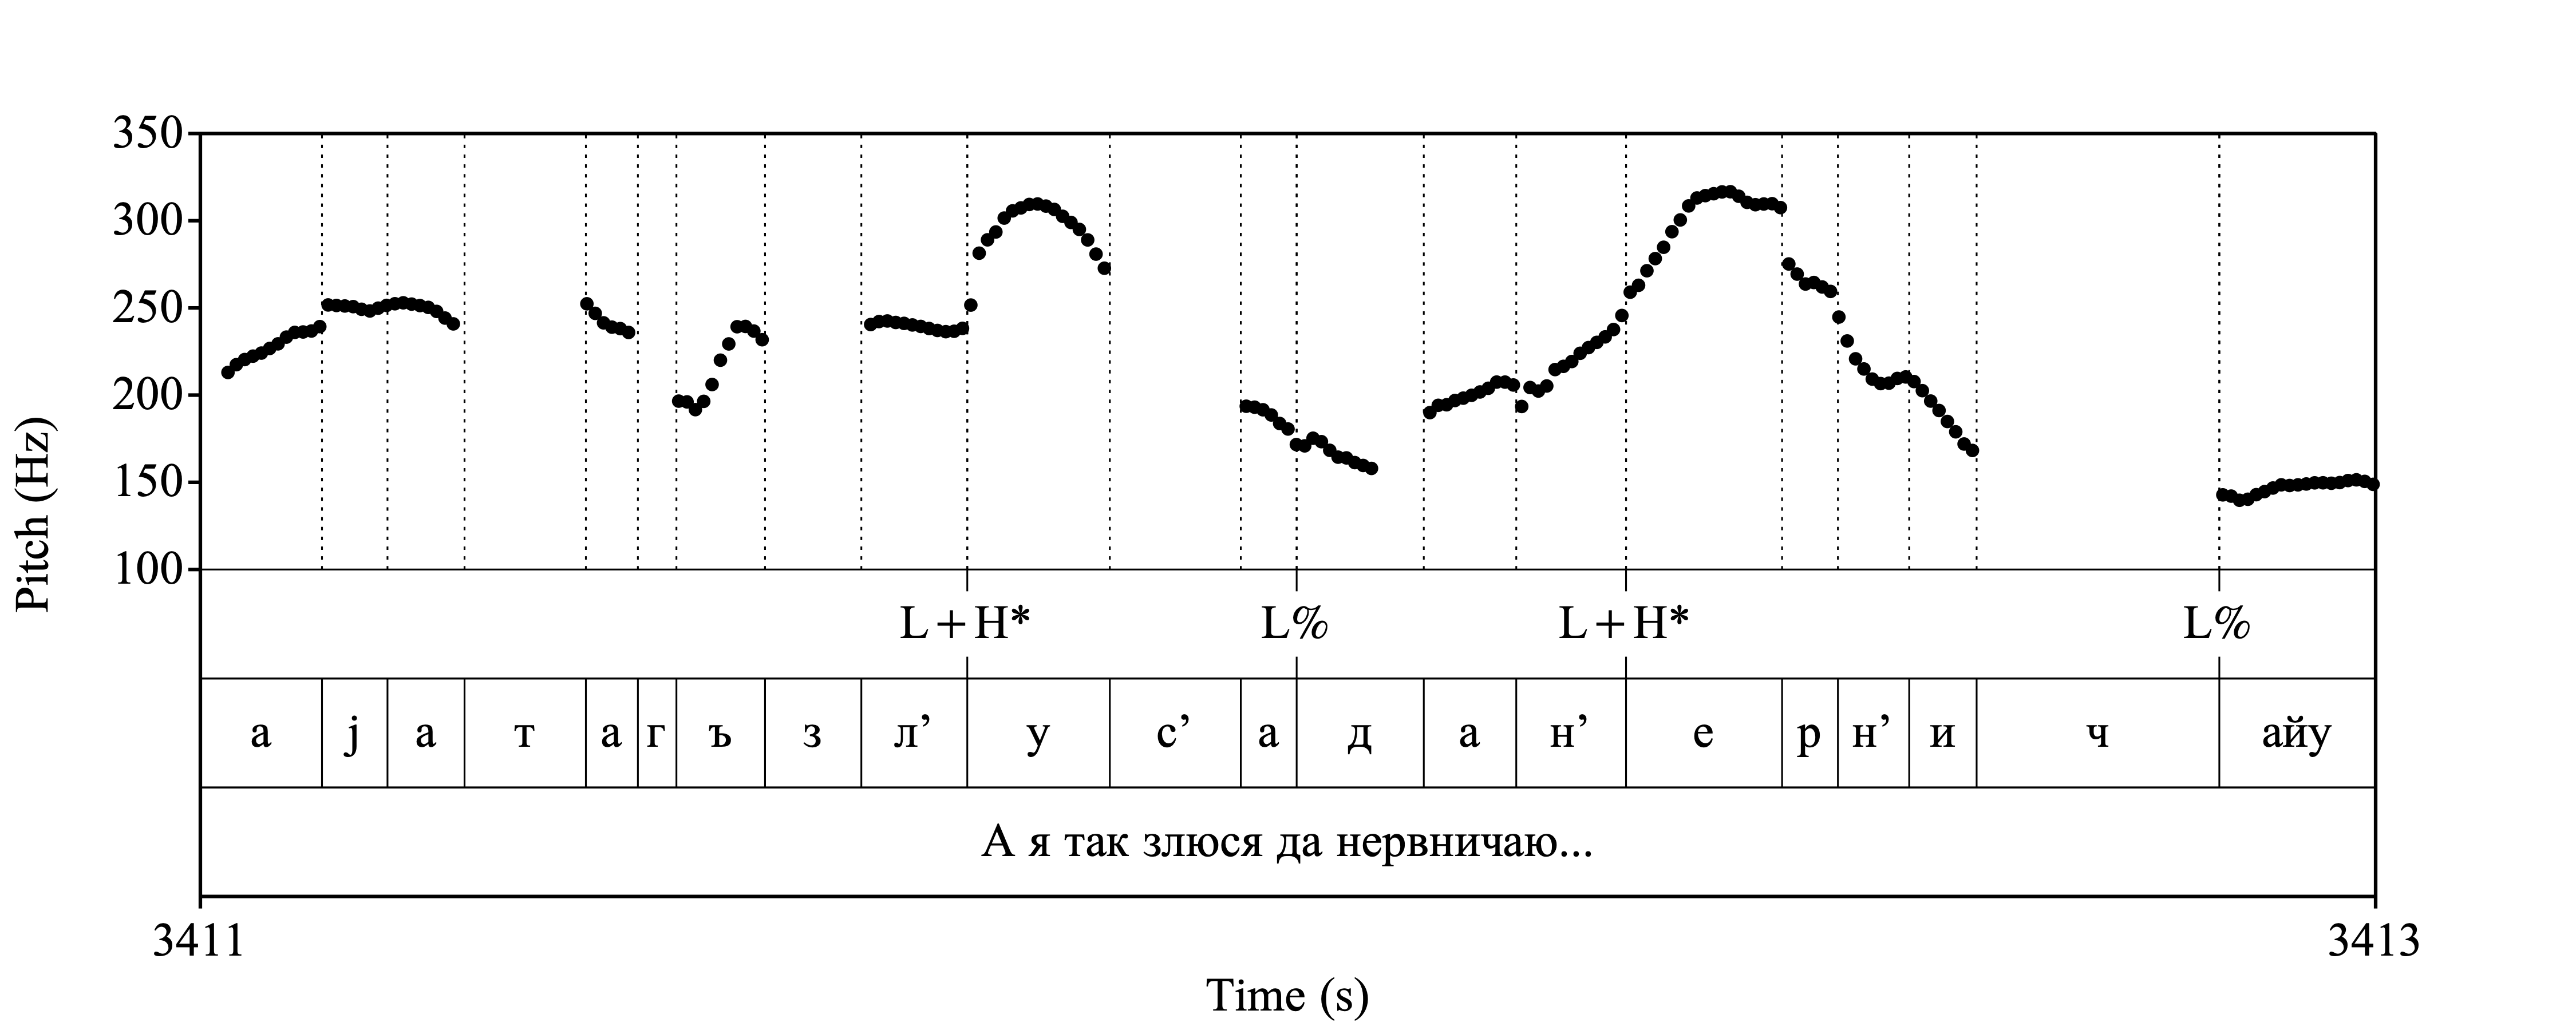 350
300
250
200
150
100
Pitch (Hz)
L+H* L% L+H* L%
а j а т а г ъ з л’ у с’ а д а н’ е р н’ и ч айу
А я так злюся да нервничаю...
3411 3413
Time (s)